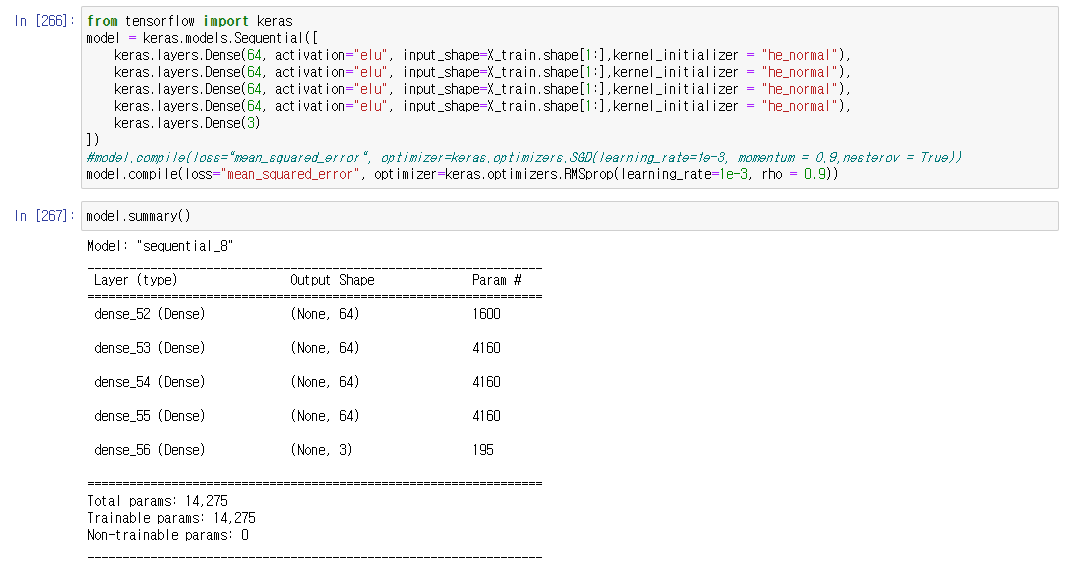 In [266]:
from tensorflow import keras
model = keras.models.Sequential([
    keras.layers.Dense(64, activation="elu", input_shape=X_train.shape[1:],kernel_initializer = "he_normal"),
    keras.layers.Dense(64, activation="elu", input_shape=X_train.shape[1:],kernel_initializer = "he_normal"),
    keras.layers.Dense(64, activation="elu", input_shape=X_train.shape[1:],kernel_initializer = "he_normal"),
    keras.layers.Dense(64, activation="elu", input_shape=X_train.shape[1:],kernel_initializer = "he_normal"),
    keras.layers.Dense(3)
])
#model.compile(loss="mean_squared_error", optimizer=keras.optimizers.SGD(learning_rate=1e-3, momentum = 0.9,nesterov = True))
model.compile(loss="mean_squared_error", optimizer=keras.optimizers.RMSprop(learning_rate=1e-3, rho = 0.9))
In [267]:
model.summary()
Model: "sequential_8"
Layer (type) Output Shape Param #
dense_52 (Dense) (None, 64) 1600
dense_53 (Dense) (None, 64) 4160
dense_54 (Dense) (None, 64) 4160
dense_55 (Dense) (None, 64) 4160
dense_56 (Dense) (None, 3) 195
Total params: 14,275
Trainable params: 14,275
Non-trainable params: 0